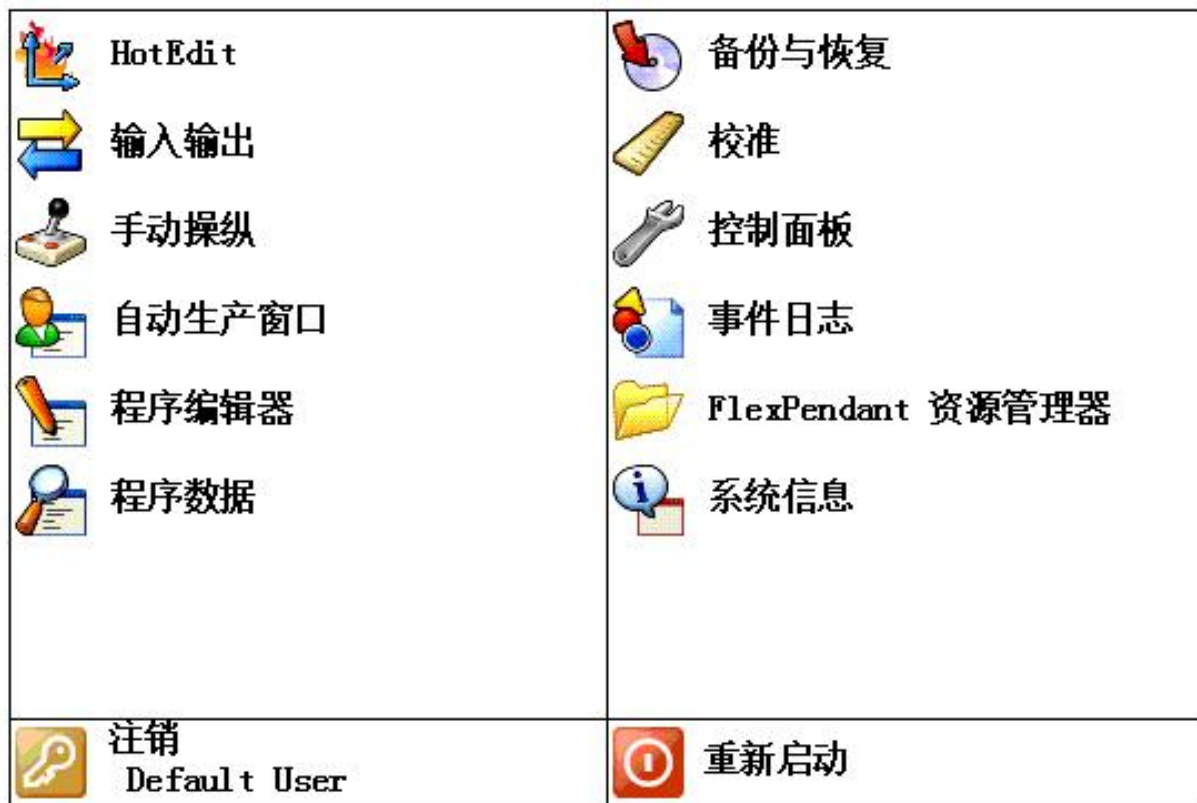 HotEdit
输入输出
手动操纵
自动生产窗口
程序编辑器
程序数据
备份与恢复
校准
控制面板
事件日志
FlexPendant 资源管理器
系统信息
注销
Default User
重新启动